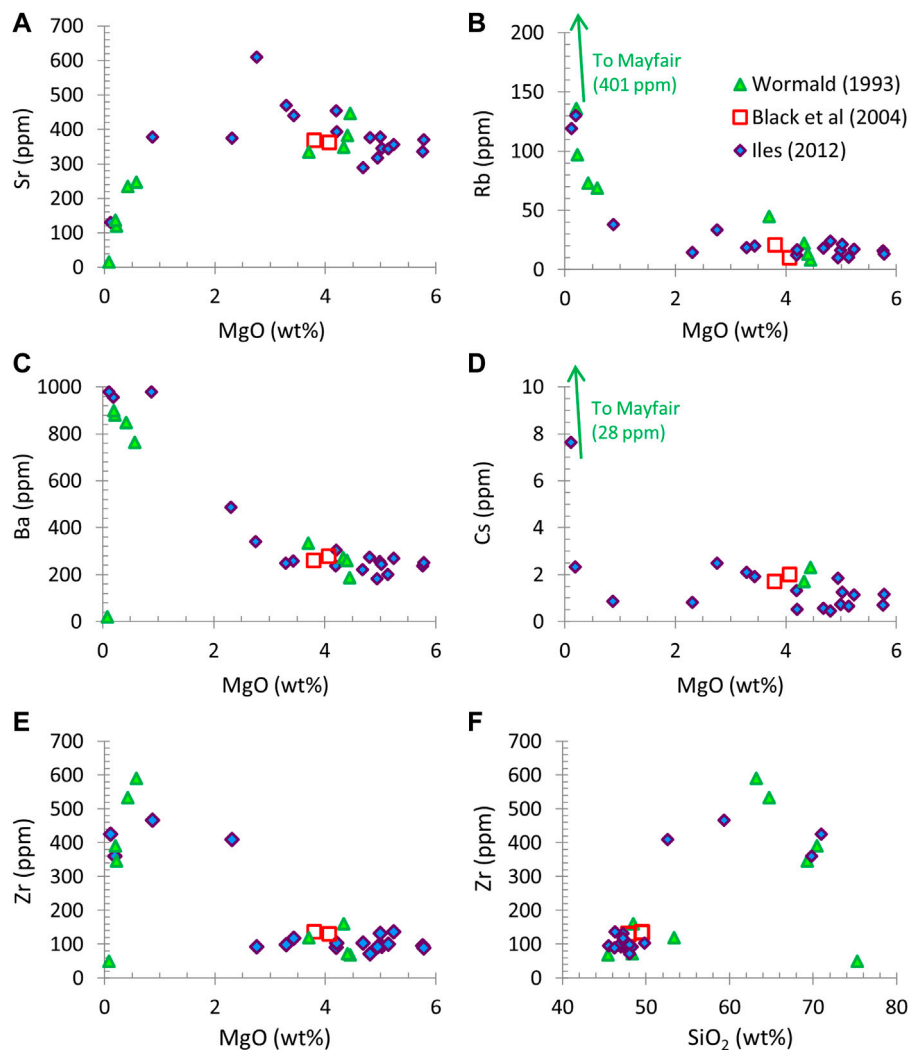 A
700
600
500
400
300
200
100
0
Sr (ppm)
0 2 4 6
MgO (wt%)
B
200
150
100
50
0
Rb (ppm)
To Mayfair
(401 ppm)
Wormald (1993)
Black et al (2004)
Iles (2012)
0 2 4 6
MgO (wt%)
C
1000
800
600
400
200
0
Ba (ppm)
0 2 4 6
MgO (wt%)
D
10
8
6
4
2
0
Cs (ppm)
To Mayfair
(28 ppm)
0 2 4 6
MgO (wt%)
E
700
600
500
400
300
200
100
0
Zr (ppm)
0 2 4 6
MgO (wt%)
F
700
600
500
400
300
200
100
0
Zr (ppm)
40 50 60 70 80
SiO₂ (wt%)